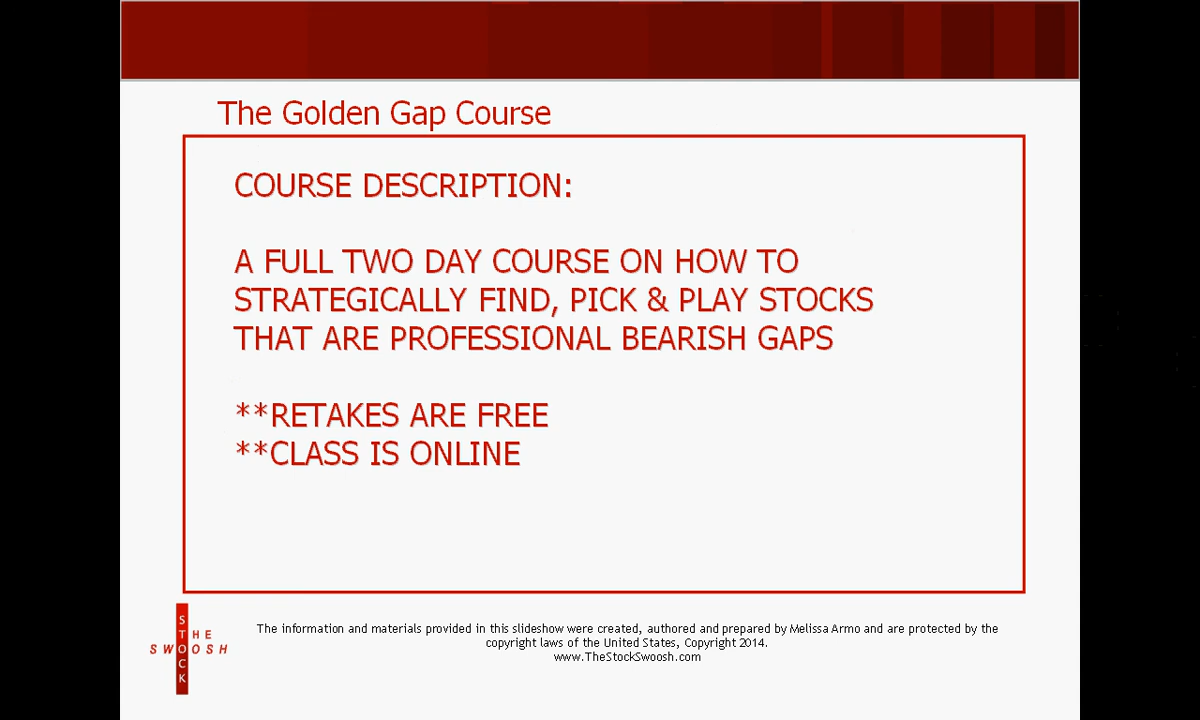 The Golden Gap Course
COURSE DESCRIPTION:
A FULL TWO DAY COURSE ON HOW TO
STRATEGICALLY FIND, PICK & PLAY STOCKS
THAT ARE PROFESSIONAL BEARISH GAPS
**RETAKES ARE FREE
**CLASS IS ONLINE
THE
STOCK
SWOOSH
The information and materials provided in this slideshow were created, authored and prepared by Melissa Armo and are protected by the
copyright laws of the United States, Copyright 2014.
www.TheStockSwoosh.com